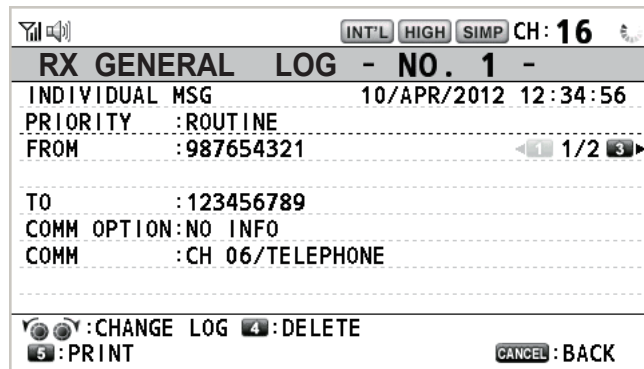 INT'L HIGH SIMP CH: 16
RX GENERAL LOG - NO. 1 -
INDIVIDUAL MSG 10/APR/2012 12:34:56
PRIORITY :ROUTINE
FROM :987654321 1 1/2 3
TO :123456789
COMM OPTION:NO INFO
COMM :CH 06/TELEPHONE
:CHANGE LOG 4:DELETE
5:PRINT CANCEL:BACK